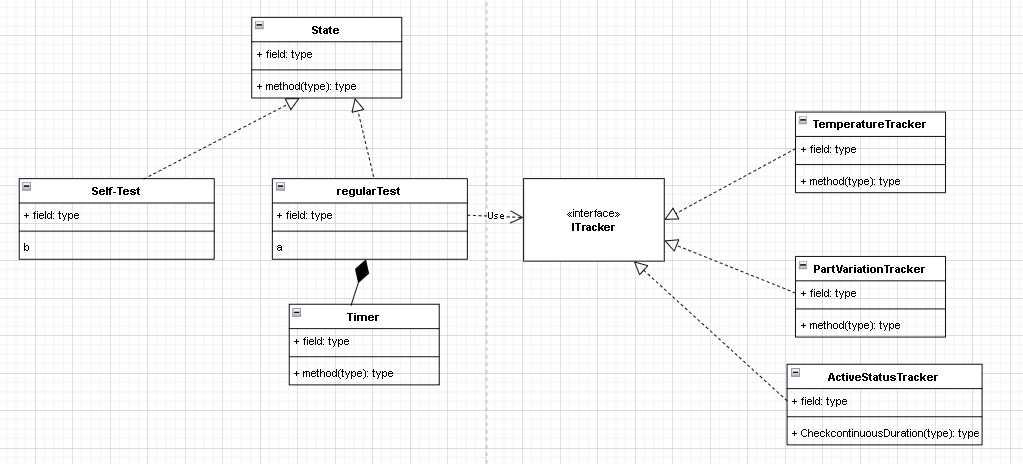 State
+ field: type
+ method(type): type
Self-Test
+ field: type
b
regularTest
+ field: type
a
Use
Timer
+ field: type
+ method(type): type
«interface»
ITracker
TemperatureTracker
+ field: type
+ method(type): type
PartVariationTracker
+ field: type
+ method(type): type
ActiveStatusTracker
+ field: type
+ CheckcontinuousDuration(type): type